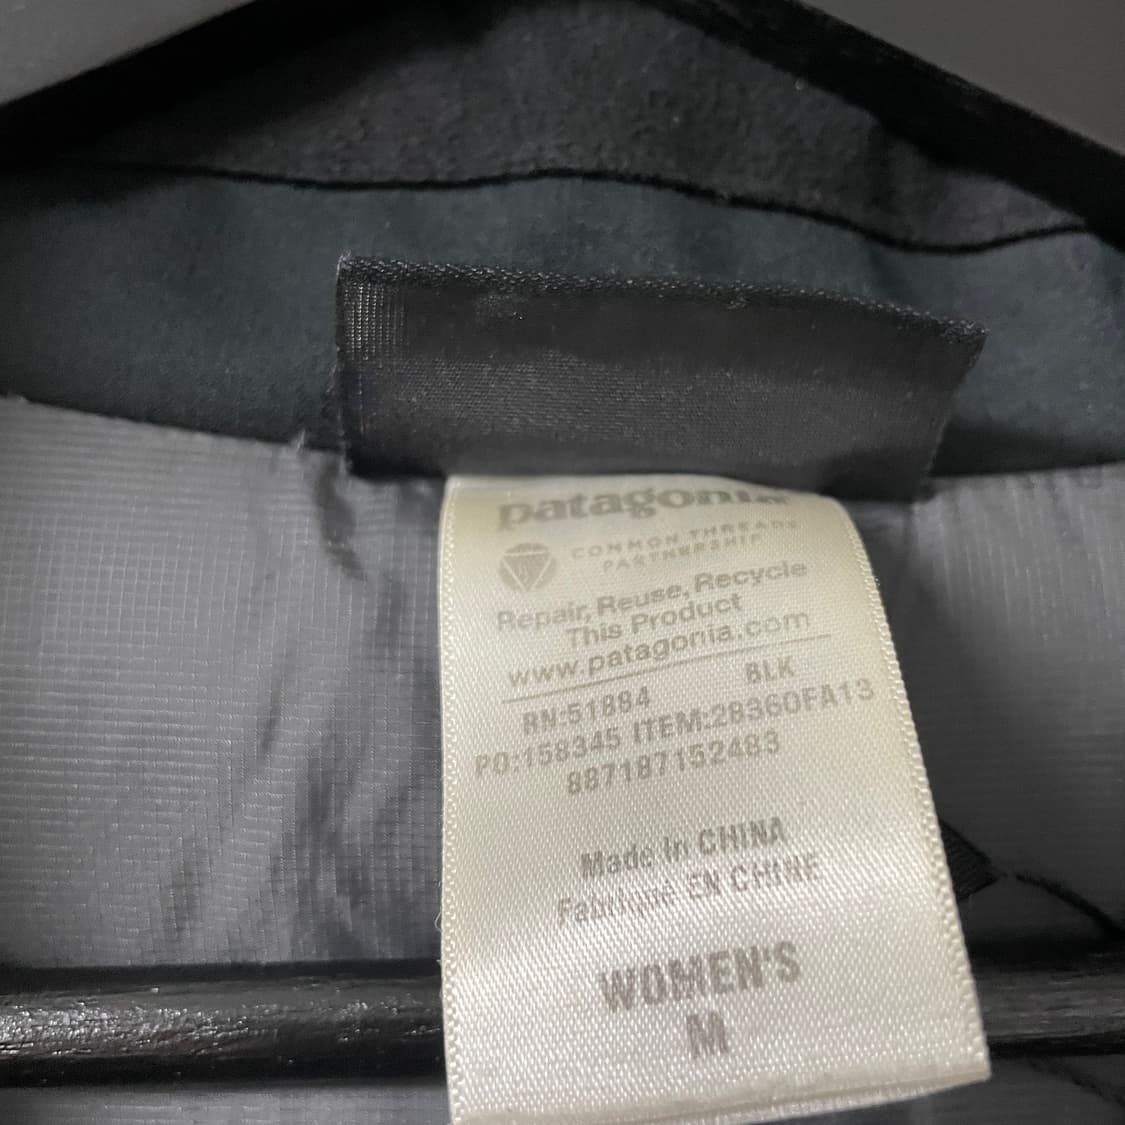 patagonia
COMMON THREADS
PARTNERSHIP
Repair, Reuse, Recycle
This Product
www.patagonia.com
BLK
RN:51884
PO:158345 ITEM:28360FA13
887187152483
Made in CHINA
Fabriqué EN CHINE
WOMEN'S
M